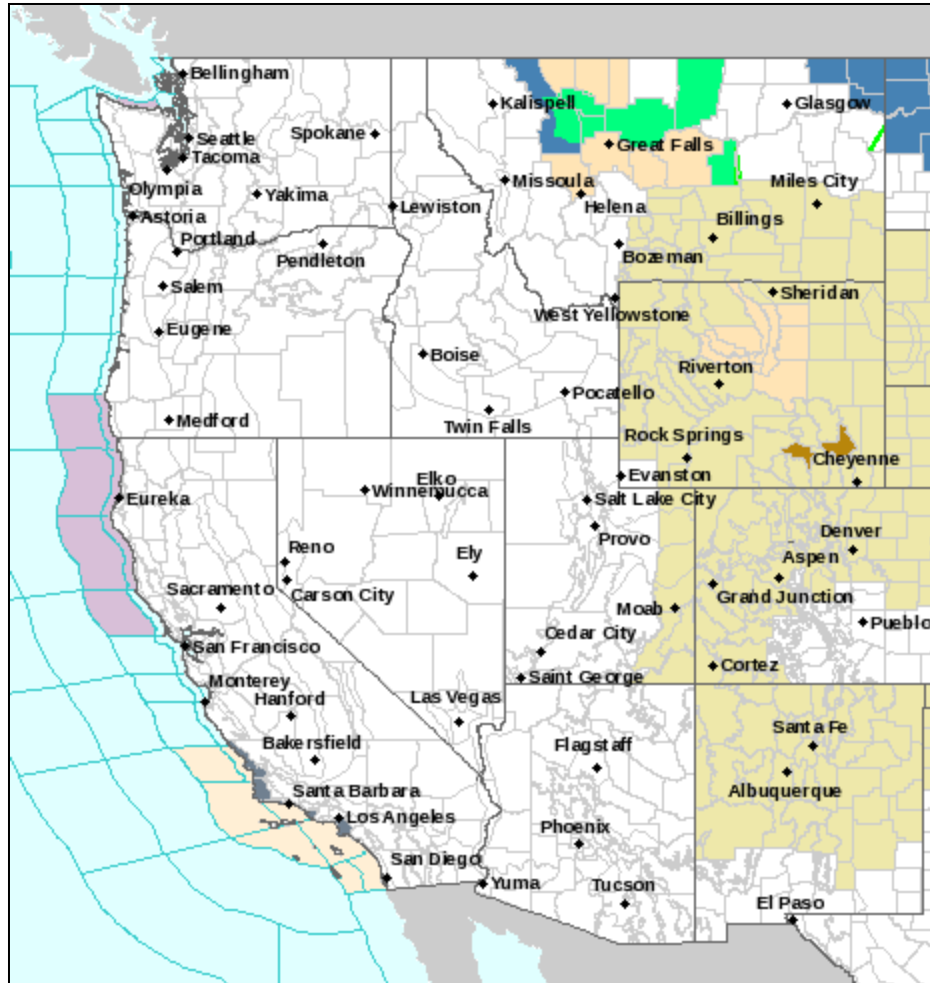 Bellingham
Kalispell
Glasgow
Seattle
Spokane
Great Falls
Tacoma
Olympia
Missoula
Miles City
Yakima
Lewiston
Helena
Astoria
Billings
Portland
Bozeman
Pendleton
Salem
Sheridan
West Yellowstone
Eugene
Boise
Riverton
Pocatello
Medford
Twin Falls
Rock Springs
Cheyenne
Evanston
Elko
Winnemucca
Eureka
Salt Lake City
Denver
Provo
Reno
Ely
Aspen
Sacramento
Carson City
Grand Junction
Moab
Pueblo
Cedar City
San Francisco
Cortez
Saint George
Monterey
Hanford
Las Vegas
Santa Fe
Bakersfield
Flagstaff
Albuquerque
Santa Barbara
Los Angeles
Phoenix
San Diego
Yuma
Tucson
El Paso